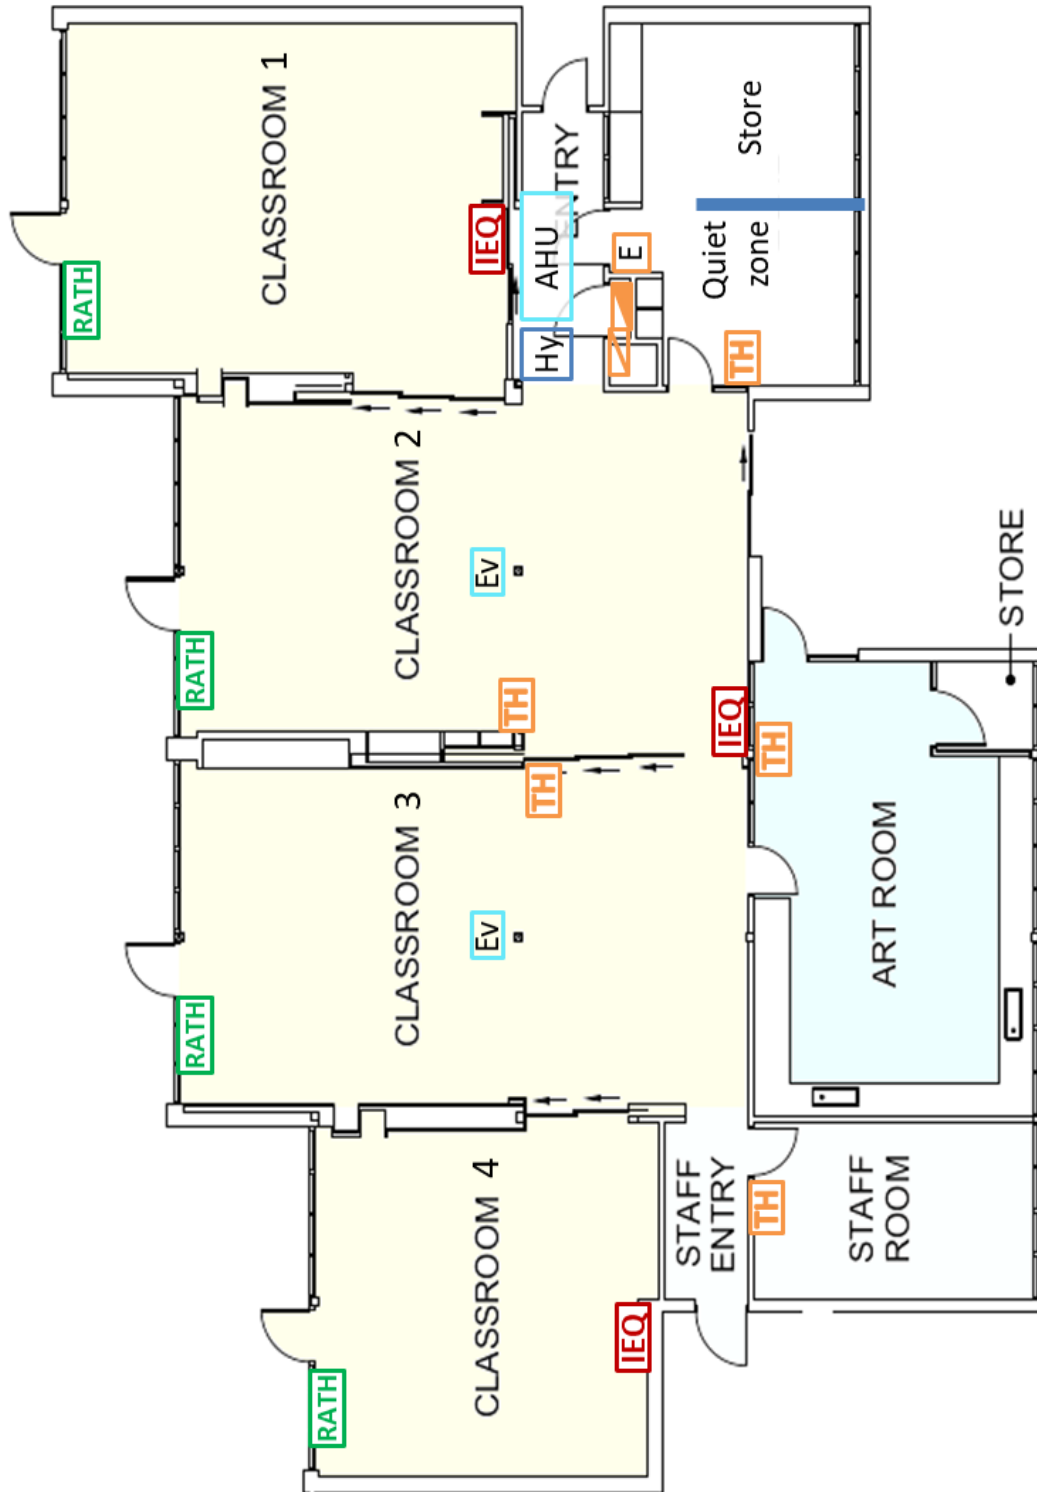 CLASSROOM 1
RATH
IEQ
ENTRY
AHU
Hy
E
Store
Quiet
zone
TH
CLASSROOM 2
RATH
Ev
TH
IEQ
TH
STORE
CLASSROOM 3
RATH
TH
Ev
ART ROOM
CLASSROOM 4
RATH
IEQ
STAFF
ENTRY
TH
STAFF
ROOM